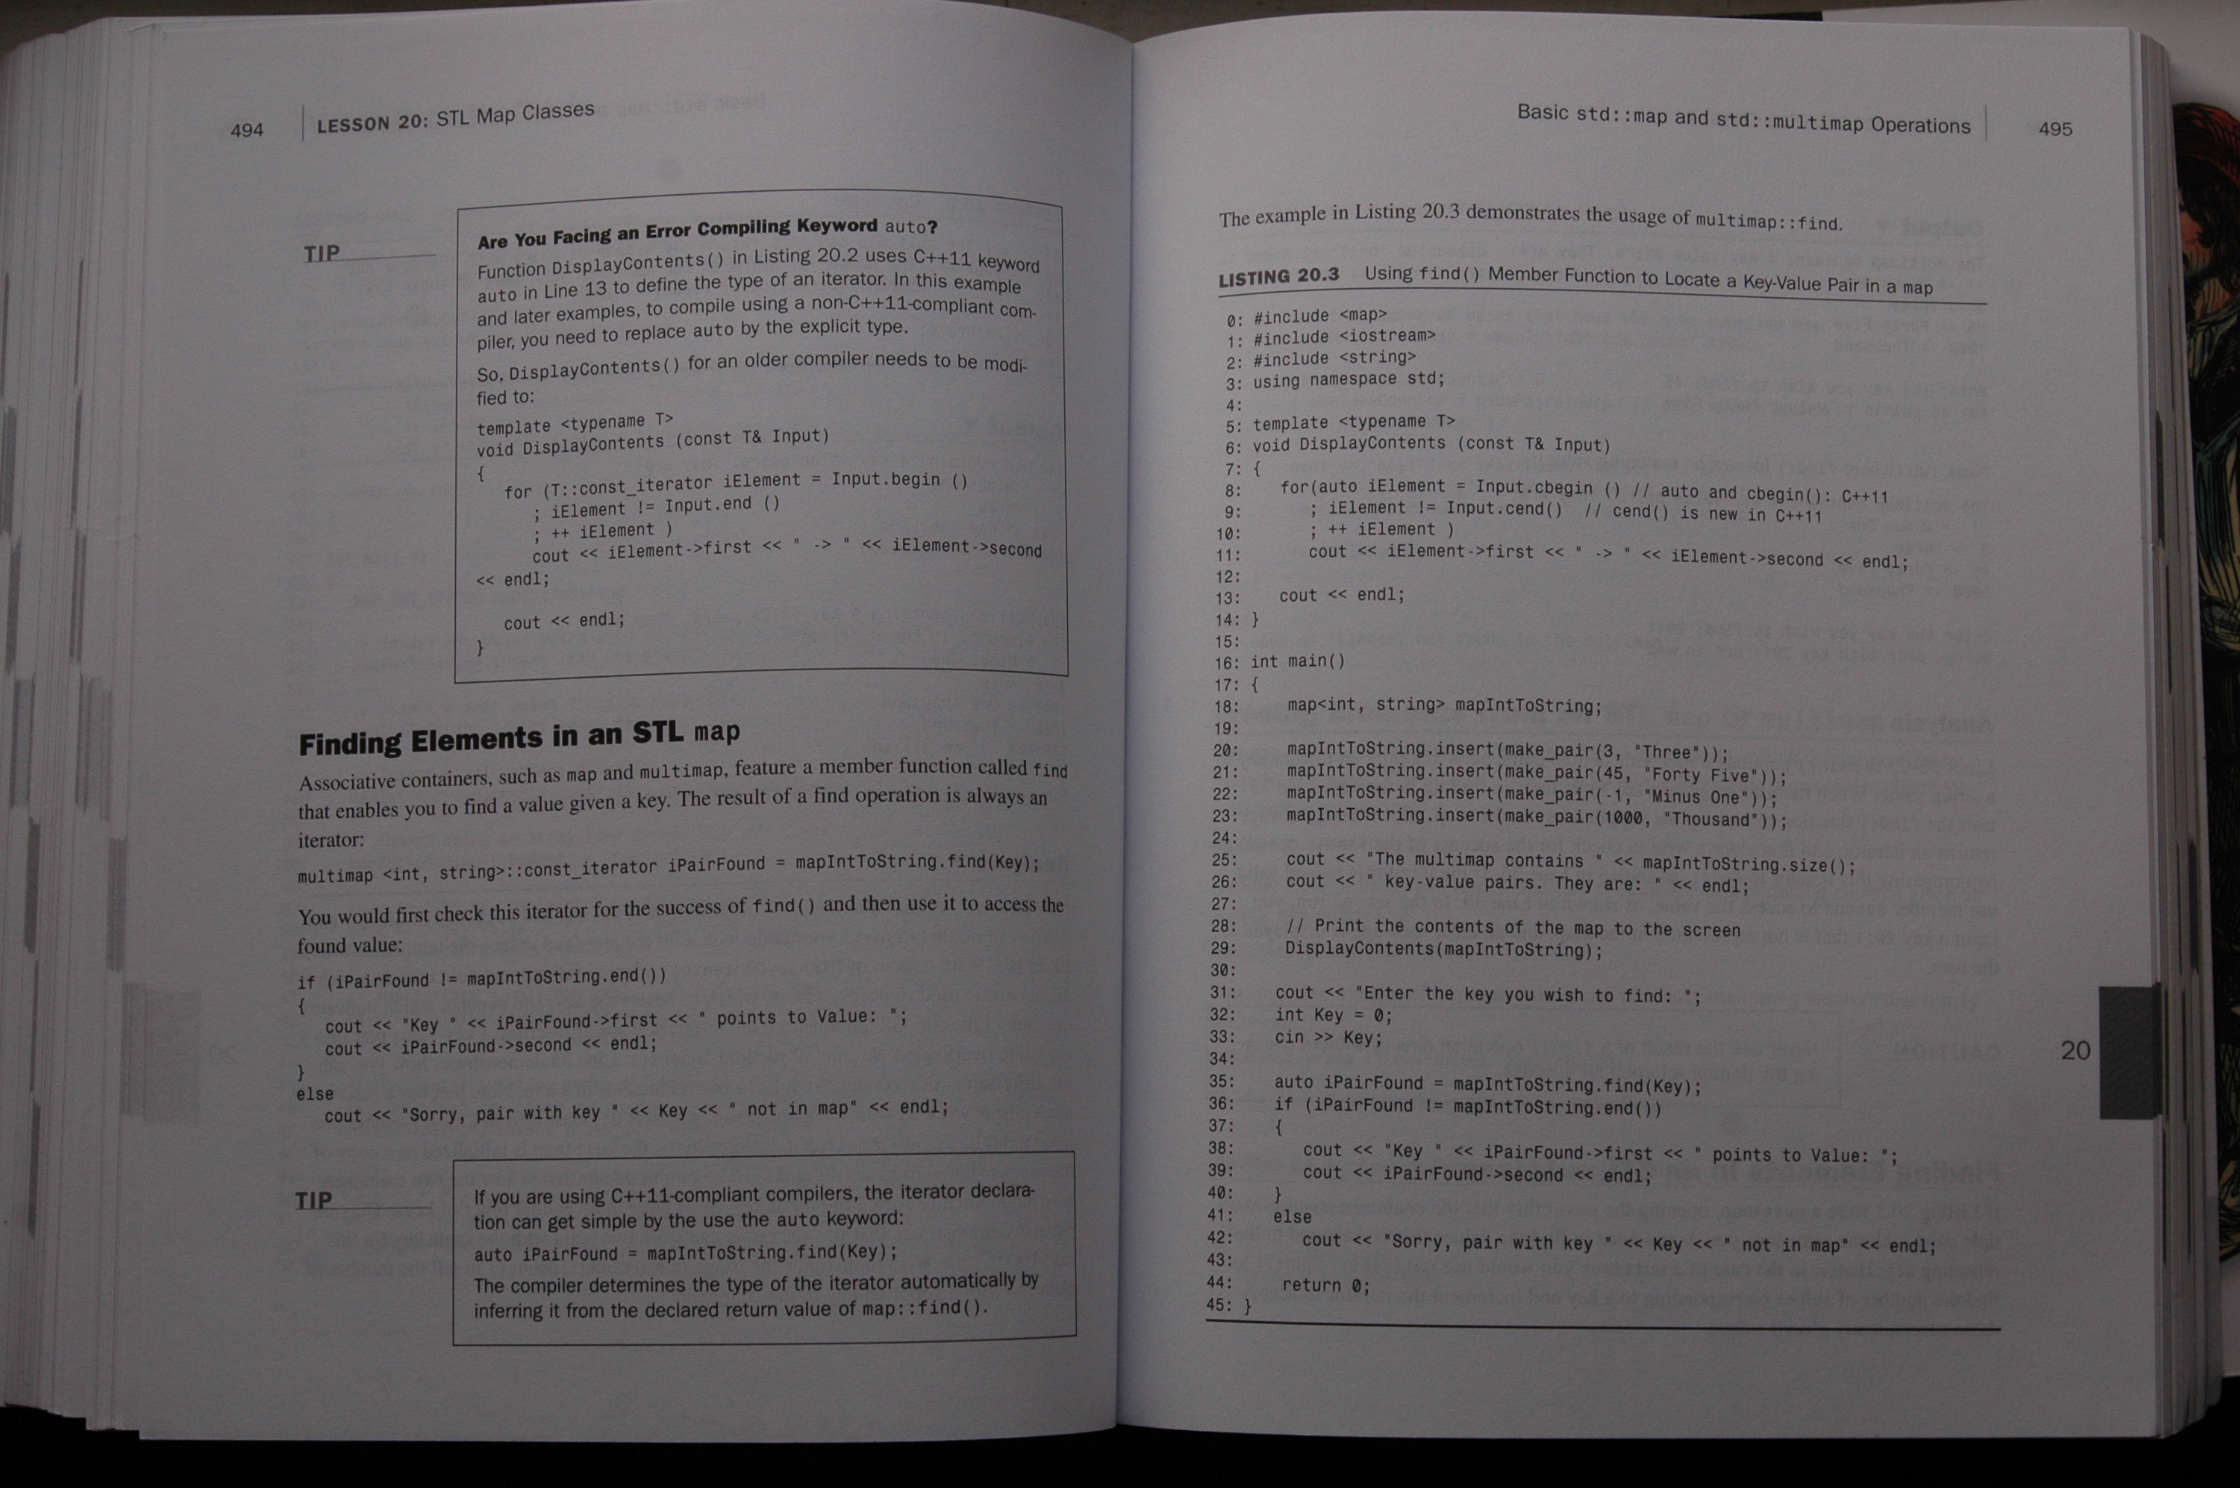 494
LESSON 20: STL Map Classes
TIP
Are You Facing an Error Compiling Keyword auto?
Function DisplayContents() in Listing 20.2 uses C++11 keyword
auto in Line 13 to define the type of an iterator. In this example
and later examples, to compile using a non-C++11-compliant com-
piler, you need to replace auto by the explicit type.
So, DisplayContents() for an older compiler needs to be modi-
fied to:
template <typename T>
void DisplayContents (const T& Input)
{
for (T::const_iterator iElement = Input.begin ()
; iElement != Input.end ()
; ++ iElement )
cout << iElement->first << " -> " << iElement->second
<< endl;
cout << endl;
}
Finding Elements in an STL map
Associative containers, such as map and multimap, feature a member function called find
that enables you to find a value given a key. The result of a find operation is always an
iterator:
multimap <int, string>::const_iterator iPairFound = mapIntToString.find(Key);
You would first check this iterator for the success of find() and then use it to access the
found value:
if (iPairFound != mapIntToString.end())
{
cout << "Key " << iPairFound->first << " points to Value: ";
cout << iPairFound->second << endl;
}
else
cout << "Sorry, pair with key " << Key << " not in map" << endl;
TIP
If you are using C++11-compliant compilers, the iterator declara-
tion can get simple by the use the auto keyword:
auto iPairFound = mapIntToString.find(Key);
The compiler determines the type of the iterator automatically by
inferring it from the declared return value of map::find().
Basic std::map and std::multimap Operations
495
The example in Listing 20.3 demonstrates the usage of multimap::find.
LISTING 20.3 Using find() Member Function to Locate a Key-Value Pair in a map
0: #include <map>
1: #include <iostream>
2: #include <string>
3: using namespace std;
4:
5: template <typename T>
6: void DisplayContents (const T& Input)
7: {
8: for(auto iElement = Input.cbegin () // auto and cbegin(): C++11
9: ; iElement != Input.cend() // cend() is new in C++11
10: ; ++ iElement )
11: cout << iElement->first << " -> " << iElement->second << endl;
12:
13: cout << endl;
14: }
15:
16: int main()
17: {
18: map<int, string> mapIntToString;
19:
20: mapIntToString.insert(make_pair(3, "Three"));
21: mapIntToString.insert(make_pair(45, "Forty Five"));
22: mapIntToString.insert(make_pair(-1, "Minus One"));
23: mapIntToString.insert(make_pair(1000, "Thousand"));
24:
25: cout << "The multimap contains " << mapIntToString.size();
26: cout << " key-value pairs. They are: " << endl;
27:
28: // Print the contents of the map to the screen
29: DisplayContents(mapIntToString);
30:
31: cout << "Enter the key you wish to find: ";
32: int Key = 0;
33: cin >> Key;
34:
35: auto iPairFound = mapIntToString.find(Key);
36: if (iPairFound != mapIntToString.end())
37: {
38: cout << "Key " << iPairFound->first << " points to Value: ";
39: cout << iPairFound->second << endl;
40: }
41: else
42: cout << "Sorry, pair with key " << Key << " not in map" << endl;
43:
44: return 0;
45: }
20